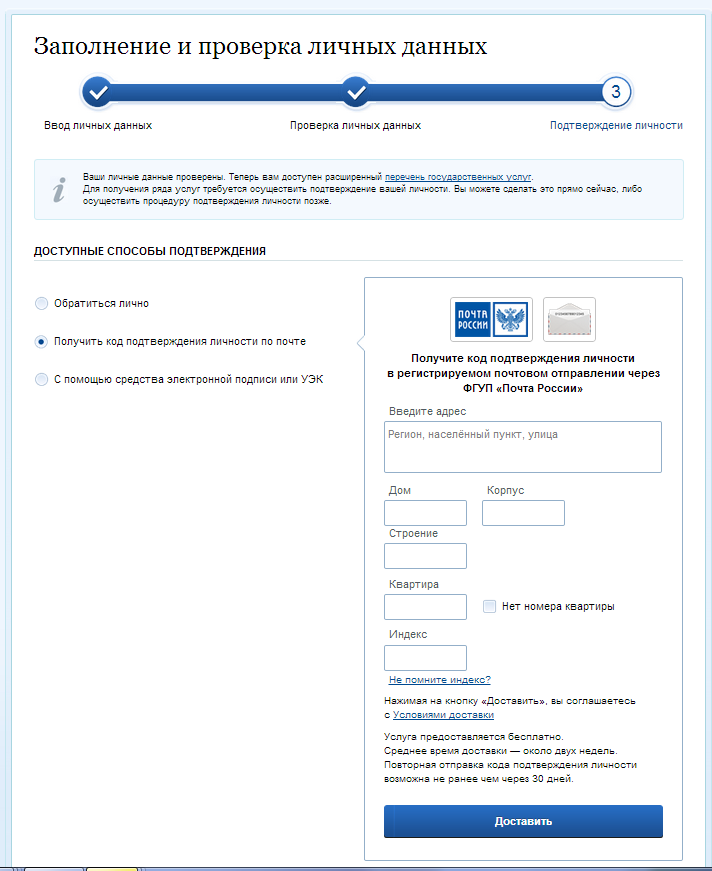 Заполнение и проверка личных данных
3
Ввод личных данных
Проверка личных данных
Подтверждение личности
Ваши личные данные проверены. Теперь вам доступен расширенный перечень государственных услуг.
Для получения ряда услуг требуется осуществить подтверждение вашей личности. Вы можете сделать это прямо сейчас, либо
осуществить процедуру подтверждения личности позже.
ДОСТУПНЫЕ СПОСОБЫ ПОДТВЕРЖДЕНИЯ
Обратиться лично
Получить код подтверждения личности по почте
С помощью средства электронной подписи или УЭК
ПОЧТА
РОССИИ
Получите код подтверждения личности
в регистрируемом почтовом отправлении через
ФГУП «Почта России»
Введите адрес
Регион, населённый пункт, улица
Дом
Корпус
Строение
Квартира
Нет номера квартиры
Индекс
Не помните индекс?
Нажимая на кнопку «Доставить», вы соглашаетесь
с Условиями доставки
Услуга предоставляется бесплатно.
Среднее время доставки — около двух недель.
Повторная отправка кода подтверждения личности
возможна не ранее чем через 30 дней.
Доставить